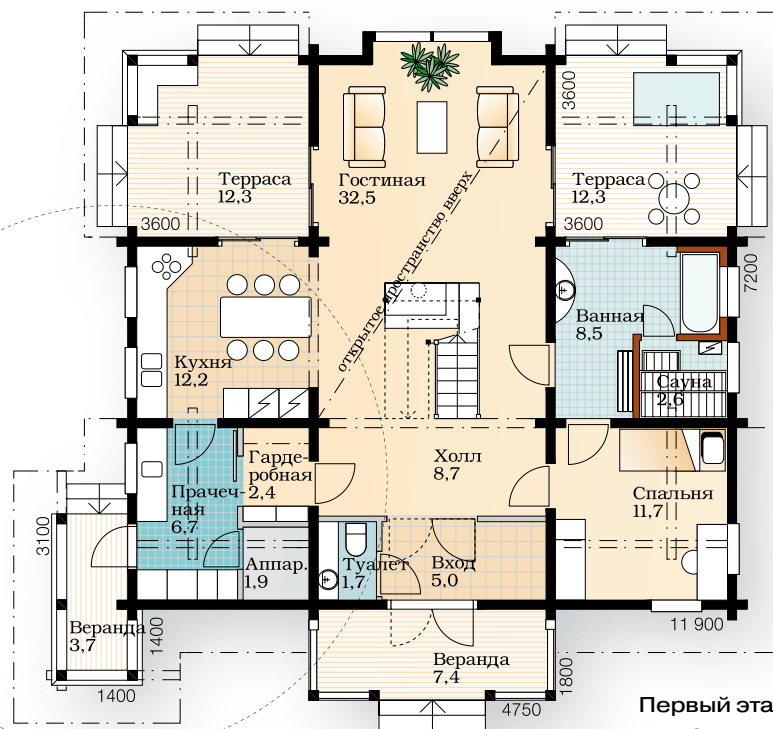 3600
Терраса
12,3
Гостиная
32,5
Терраса
12,3
3600
3600
открытое пространство вверх
7200
Ванная
8,5
Кухня
12,2
Сауна
2,6
Гарде-
робная
2,4
Холл
8,7
Прачеч-
ная
6,7
Спальня
11,7
3100
Аппар.
1,9
Туалет
1,7
Вход
5,0
Веранда
3,7
1400
11 900
Веранда
7,4
1800
1400
4750
Первый эта